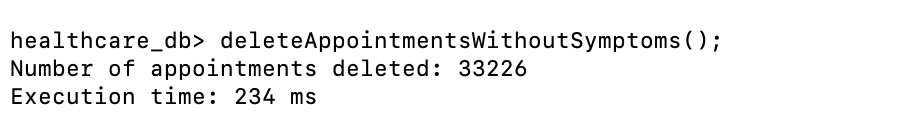 healthcare_db> deleteAppointmentsWithoutSymptoms();
Number of appointments deleted: 33226
Execution time: 234 ms